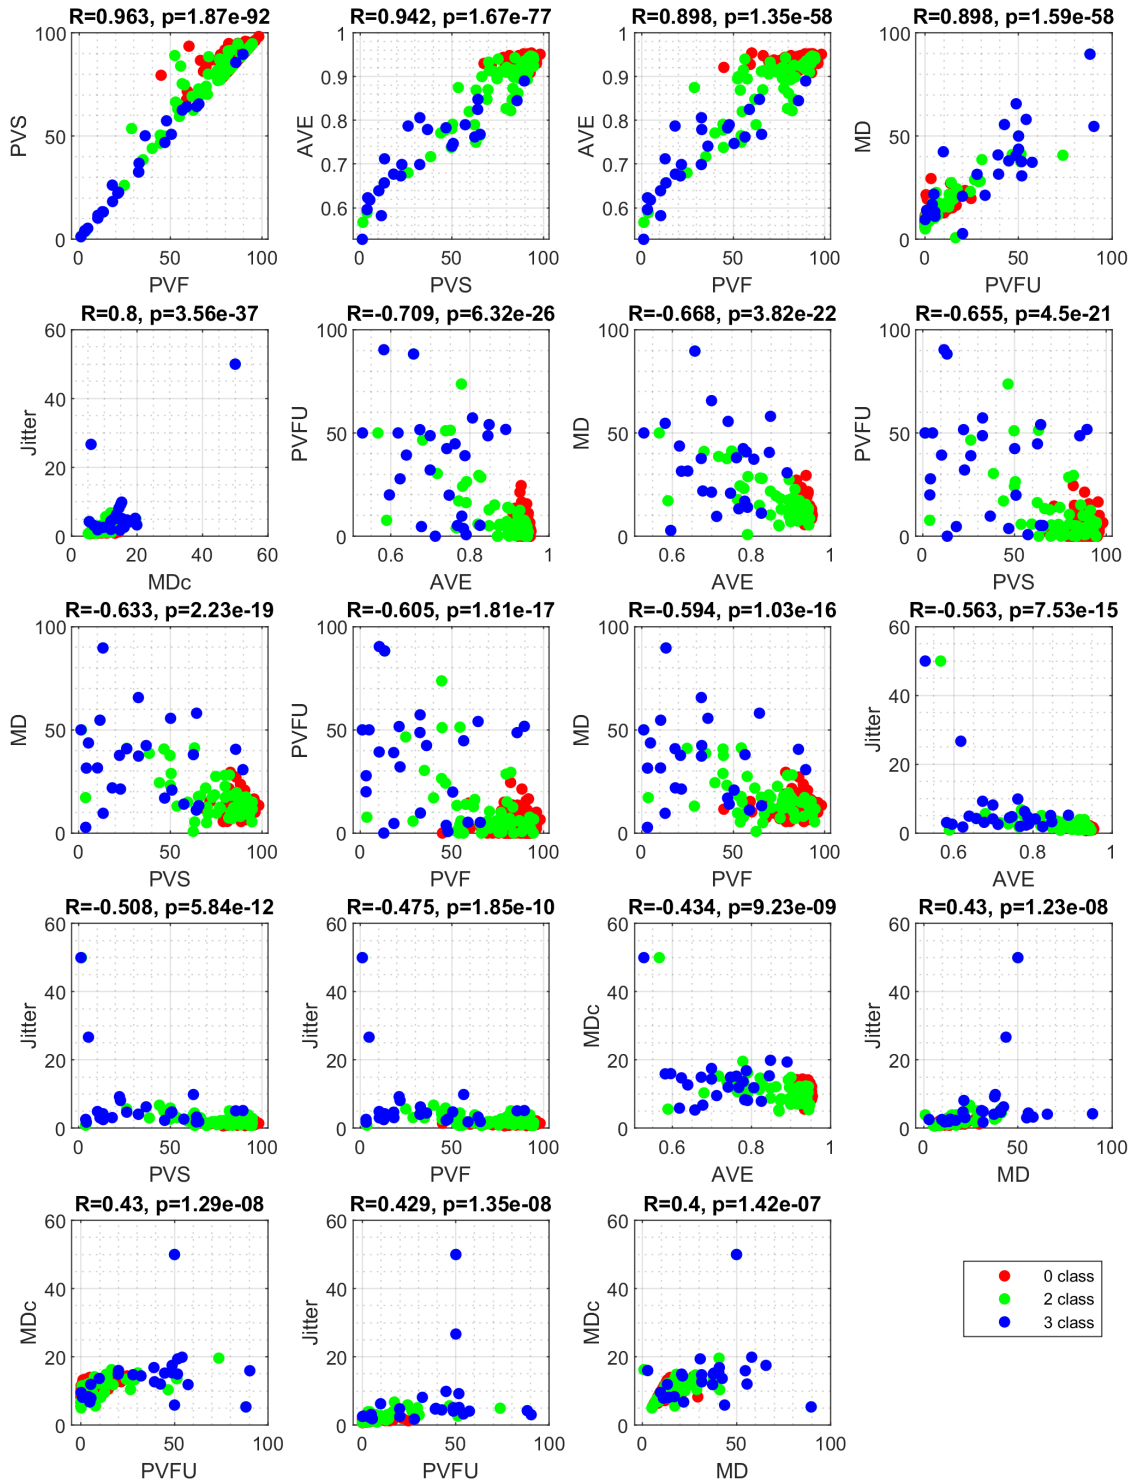 R=0.963, p=1.87e-92
R=0.942, p=1.67e-77
R=0.898, p=1.35e-58
R=0.898, p=1.59e-58
PVS
100
50
0
0
50
100
PVF
AVE
1
0.9
0.8
0.7
0.6
0
50
100
PVS
AVE
1
0.9
0.8
0.7
0.6
0
50
100
PVF
MD
100
50
0
0
50
100
PVFU
R=0.8, p=3.56e-37
R=-0.709, p=6.32e-26
R=-0.668, p=3.82e-22
R=-0.655, p=4.5e-21
Jitter
60
40
20
0
0
20
40
60
MDc
PVFU
100
50
0
0.6
0.8
1
AVE
MD
100
50
0
0.6
0.8
1
AVE
PVFU
100
50
0
0
50
100
PVS
R=-0.633, p=2.23e-19
R=-0.605, p=1.81e-17
R=-0.594, p=1.03e-16
R=-0.563, p=7.53e-15
MD
100
50
0
0
50
100
PVS
PVFU
100
50
0
0
50
100
PVF
MD
100
50
0
0
50
100
PVF
Jitter
60
40
20
0
0.6
0.8
1
AVE
R=-0.508, p=5.84e-12
R=-0.475, p=1.85e-10
R=-0.434, p=9.23e-09
R=0.43, p=1.23e-08
Jitter
60
40
20
0
0
50
100
PVS
Jitter
60
40
20
0
0
50
100
PVF
MDc
60
40
20
0
0.6
0.8
1
AVE
Jitter
60
40
20
0
0
50
100
MD
R=0.43, p=1.29e-08
R=0.429, p=1.35e-08
R=0.4, p=1.42e-07
MDc
60
40
20
0
0
50
100
PVFU
Jitter
60
40
20
0
0
50
100
PVFU
MDc
60
40
20
0
0
50
100
MD
0 class
2 class
3 class